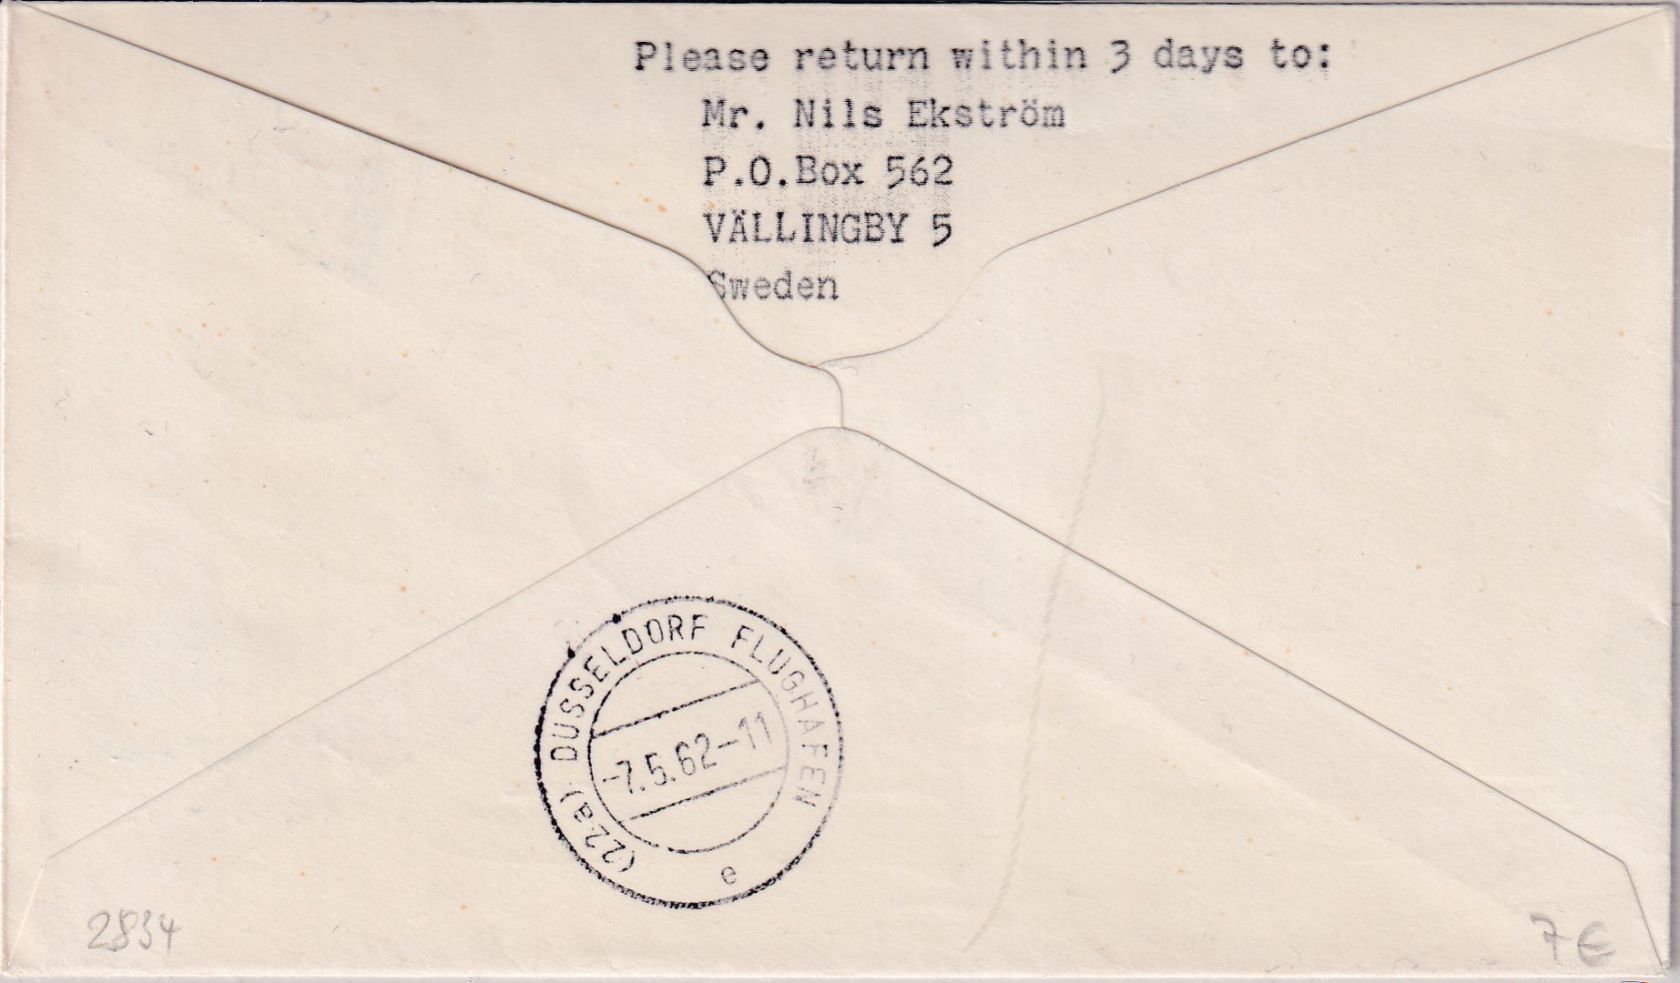 Please return within 3 days to:
Mr. Nils Ekström
P.O.Box 562
VÄLLINGBY 5
Sweden
(22a) DÜSSELDORF FLUGHAFEN
-7.5.62-11
e
2834
7€